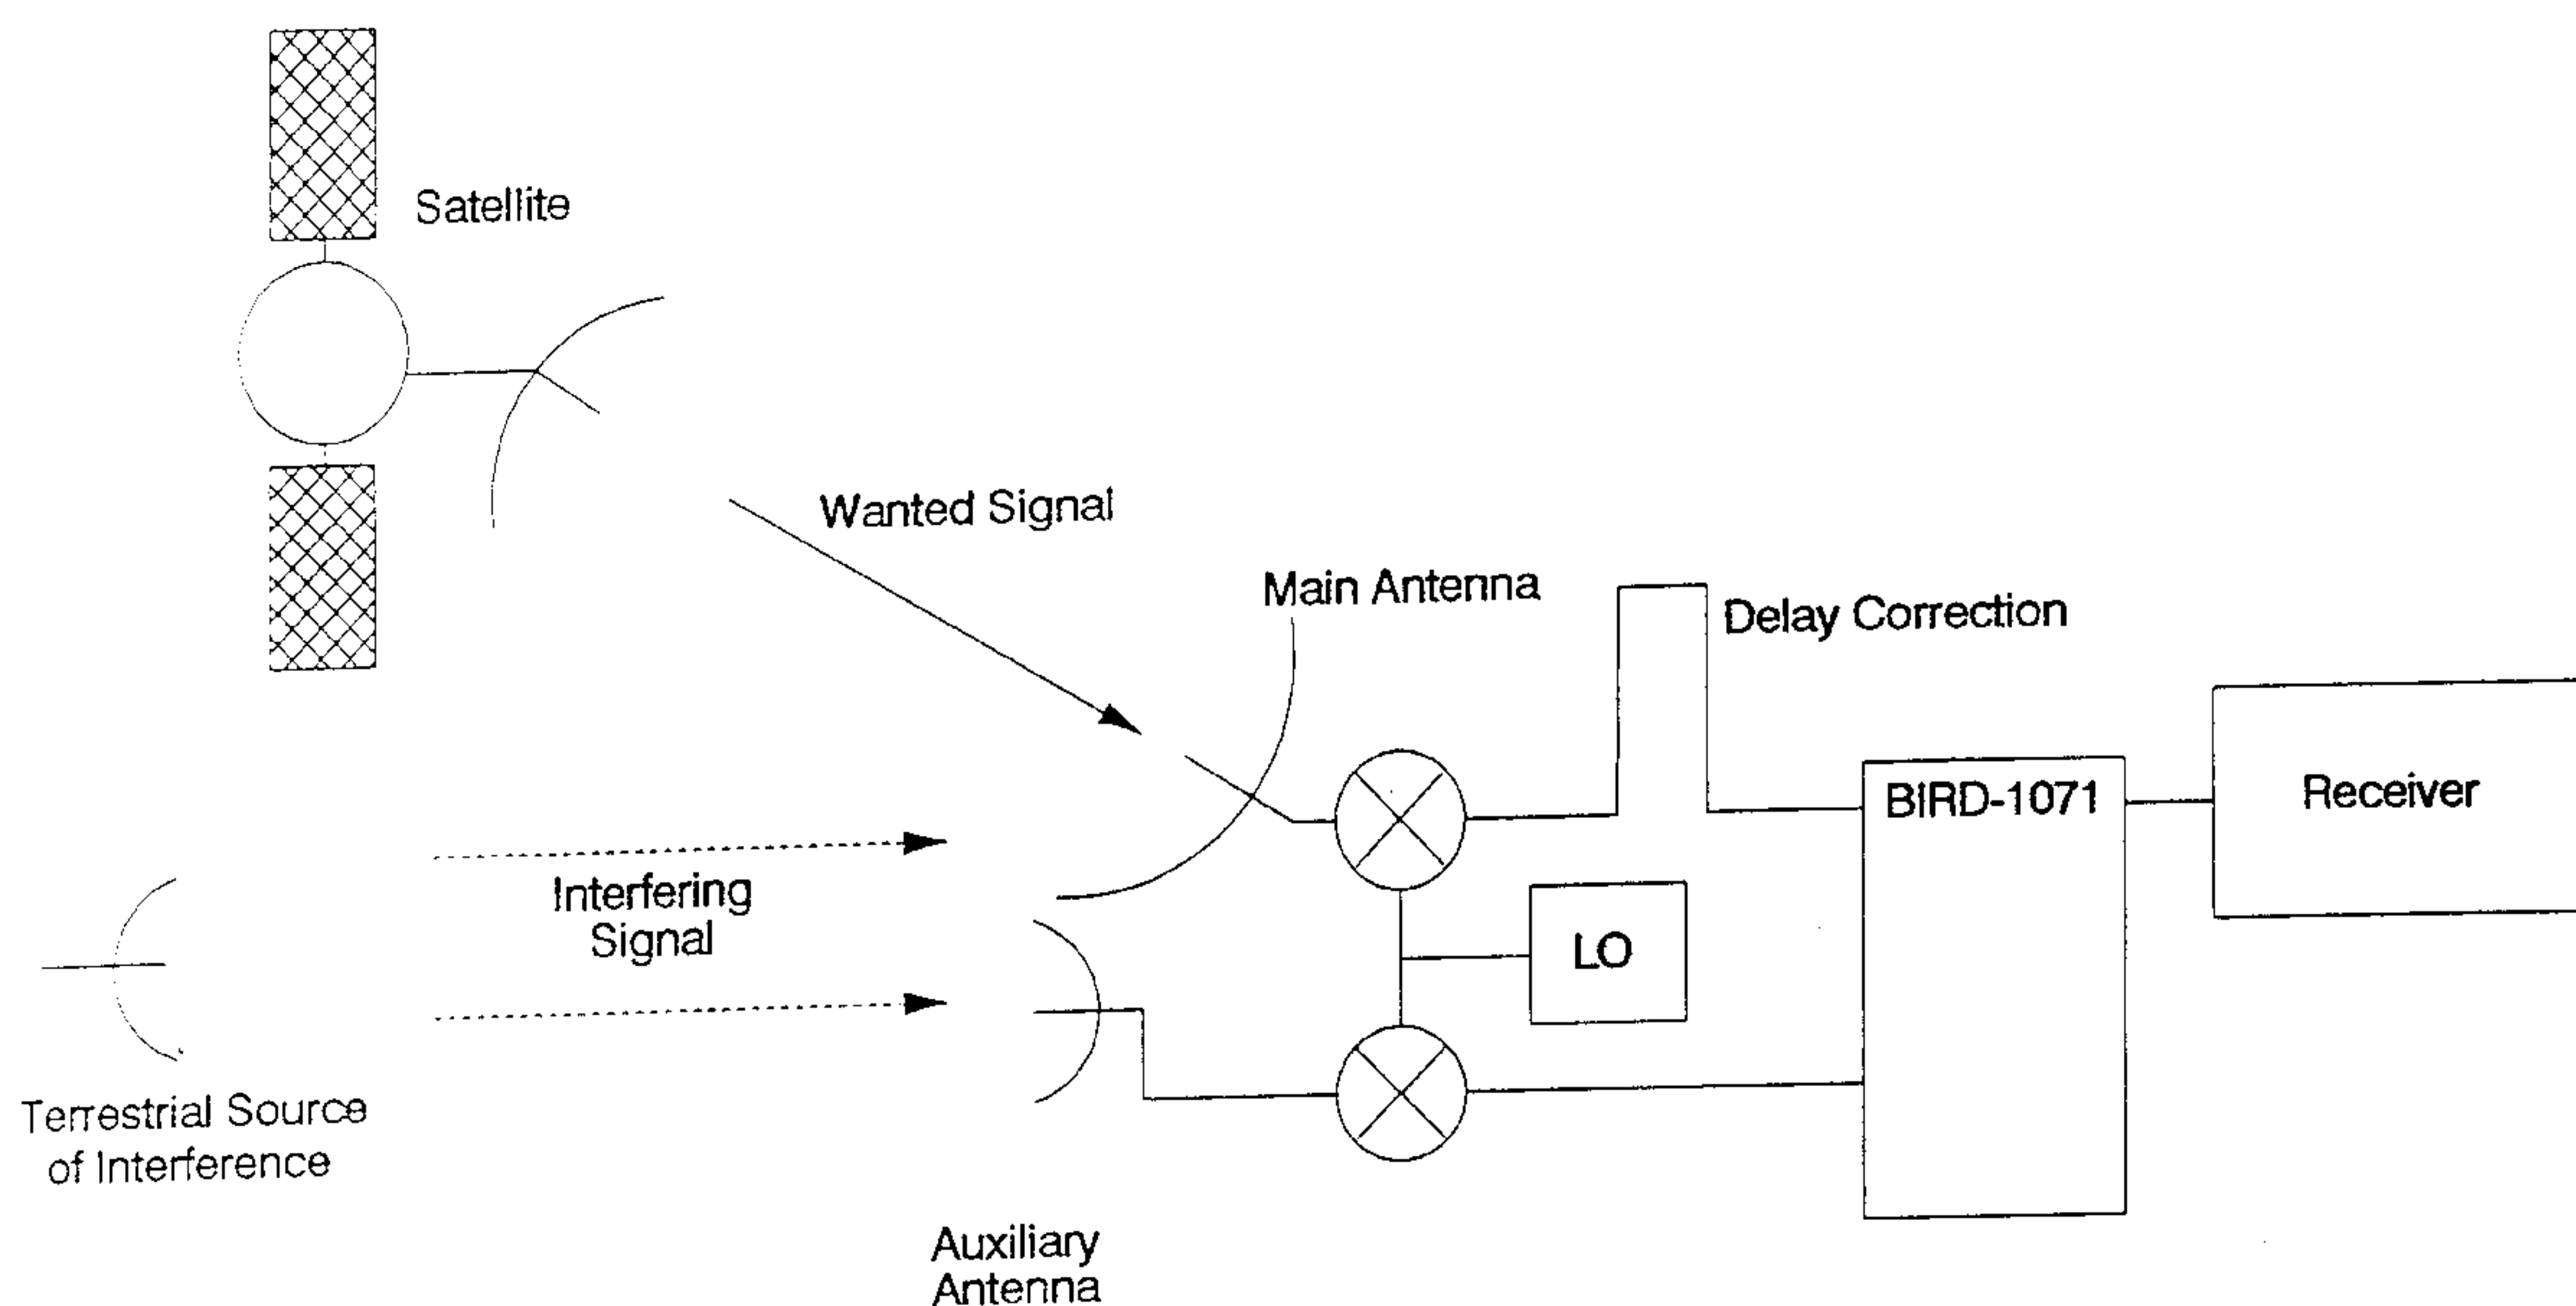 Satellite
Wanted Signal
Main Antenna
Delay Correction
BIRD-1071
Receiver
Interfering
Signal
LO
Terrestrial Source
of Interference
Auxiliary
Antenna